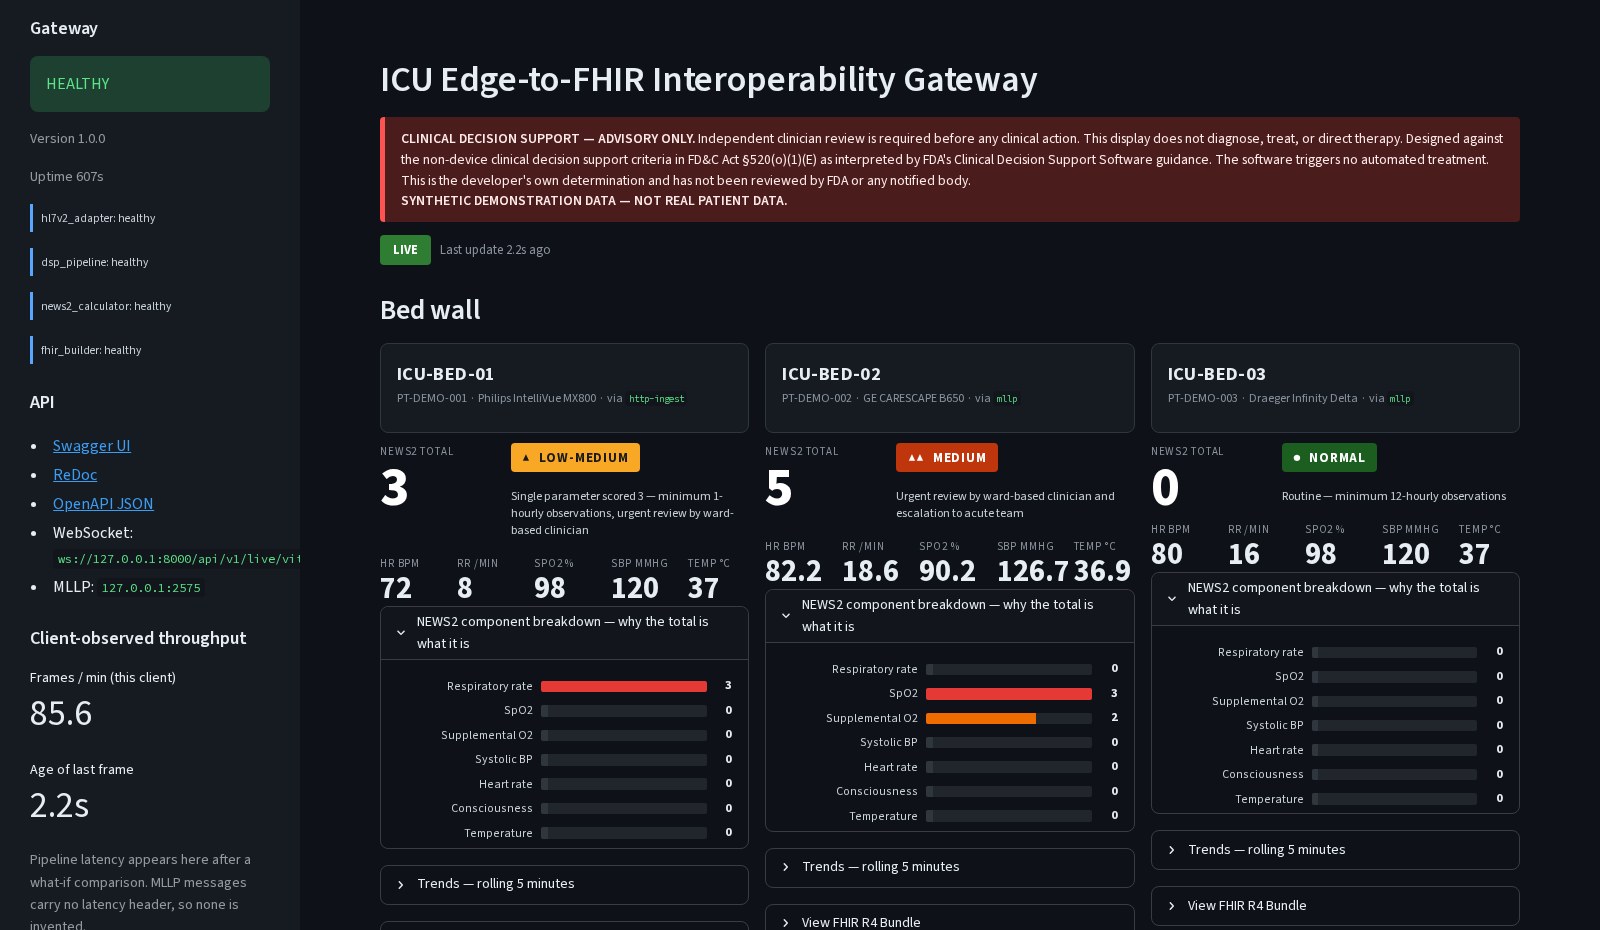 Gateway
HEALTHY
Version 1.0.0
Uptime 607s
hl7v2_adapter: healthy
dsp_pipeline: healthy
news2_calculator: healthy
fhir_builder: healthy
API
Swagger UI
ReDoc
OpenAPI JSON
WebSocket:
ws://127.0.0.1:8000/api/v1/live/vit
MLLP: 127.0.0.1:2575
Client-observed throughput
Frames / min (this client)
85.6
Age of last frame
2.2s
Pipeline latency appears here after a
what-if comparison. MLLP messages
carry no latency header, so none is
invented.
ICU Edge-to-FHIR Interoperability Gateway
CLINICAL DECISION SUPPORT — ADVISORY ONLY. Independent clinician review is required before any clinical action. This display does not diagnose, treat, or direct therapy. Designed against
the non-device clinical decision support criteria in FD&C Act §520(o)(1)(E) as interpreted by FDA's Clinical Decision Support Software guidance. The software triggers no automated treatment.
This is the developer's own determination and has not been reviewed by FDA or any notified body.
SYNTHETIC DEMONSTRATION DATA — NOT REAL PATIENT DATA.
LIVE Last update 2.2s ago
Bed wall
ICU-BED-01
PT-DEMO-001 · Philips IntelliVue MX800 · via http-ingest
NEWS2 TOTAL
3
▲ LOW-MEDIUM
Single parameter scored 3 — minimum 1-
hourly observations, urgent review by ward-
based clinician
HR BPM RR /MIN SPO2 % SBP MMHG TEMP °C
72 8 98 120 37
NEWS2 component breakdown — why the total is
what it is
Respiratory rate 3
SpO2 0
Supplemental O2 0
Systolic BP 0
Heart rate 0
Consciousness 0
Temperature 0
Trends — rolling 5 minutes
ICU-BED-02
PT-DEMO-002 · GE CARESCAPE B650 · via mllp
NEWS2 TOTAL
5
▲▲ MEDIUM
Urgent review by ward-based clinician and
escalation to acute team
HR BPM RR /MIN SPO2 % SBP MMHG TEMP °C
82.2 18.6 90.2 126.7 36.9
NEWS2 component breakdown — why the total is
what it is
Respiratory rate 0
SpO2 3
Supplemental O2 2
Systolic BP 0
Heart rate 0
Consciousness 0
Temperature 0
Trends — rolling 5 minutes
View FHIR R4 Bundle
ICU-BED-03
PT-DEMO-003 · Draeger Infinity Delta · via mllp
NEWS2 TOTAL
0
● NORMAL
Routine — minimum 12-hourly observations
HR BPM RR /MIN SPO2 % SBP MMHG TEMP °C
80 16 98 120 37
NEWS2 component breakdown — why the total is
what it is
Respiratory rate 0
SpO2 0
Supplemental O2 0
Systolic BP 0
Heart rate 0
Consciousness 0
Temperature 0
Trends — rolling 5 minutes
View FHIR R4 Bundle